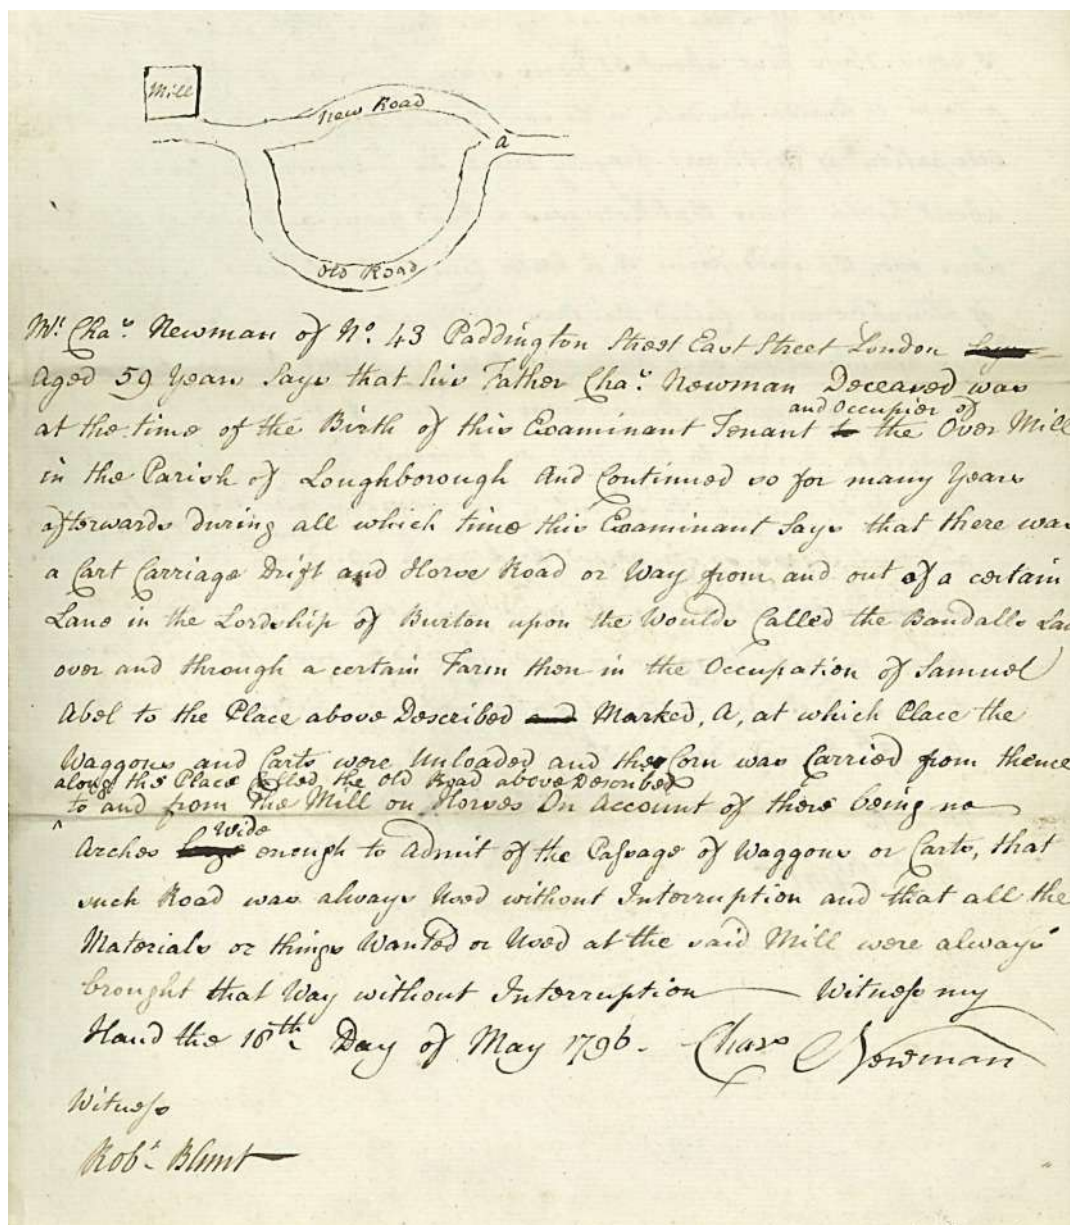 Mill
New Road
a
Old Road
Mr. Chas. Newman of No. 43 Paddington Street East Street London
Aged 59 Years Says that his Father Chas. Newman Deceased was
and Occupier of
at the time of the Birth of this Examinant Tenant to the Over Mill
in the Parish of Loughborough And Continued so for many Years
afterwards During all which time this Examinant Says that there was
a Cart Carriage Drift and Horse Road or Way from and out of a certain
Lane in the Lordship of Burton upon the Woulds Called the Bandalls
over and through a certain Farm then in the Occupation of Samuel
Abel to the Place above Described and Marked, A, at which Place the
Waggons and Carts were Unloaded and the Corn was Carried from thence
along the Place Called the Old Road above Described
to and from the Mill on Horses On Account of there being no
Wide
Arches enough to Admit of the Paſsage of Waggons or Carts, that
such Road was always Used without Interruption and that all the
Materials or things Wanted or Used at the said Mill were always
brought that Way without Interruption Witneſs my
Hand the 18th Day of May 1796. Chas Newman
Witneſs
Robt. Blunt